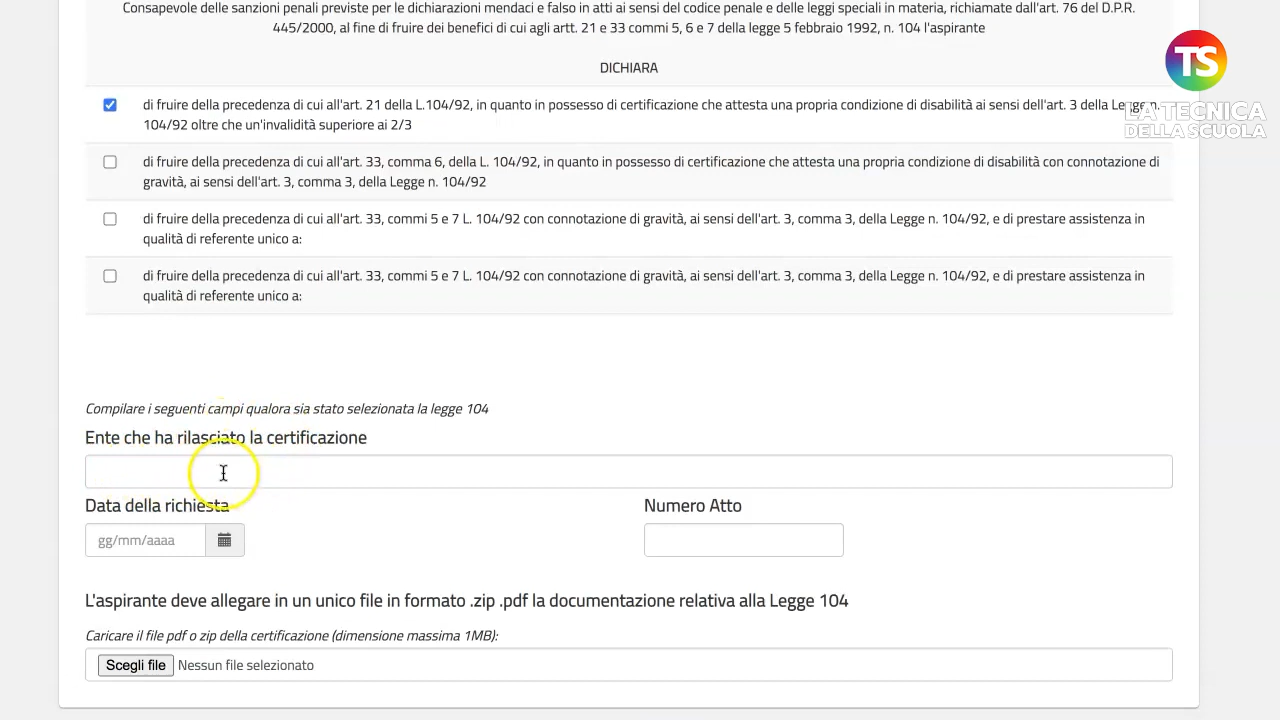 Consapevole delle sanzioni penali previste per le dichiarazioni mendaci e falso in atti ai sensi del codice penale e delle leggi speciali in materia, richiamate dall'art. 76 del D.P.R.
445/2000, al fine di fruire dei benefici di cui agli artt. 21 e 33 commi 5, 6 e 7 della legge 5 febbraio 1992, n. 104 l'aspirante
TS
LA TECNICA
DELLA SCUOLA
DICHIARA
di fruire della precedenza di cui all'art. 21 della L.104/92, in quanto in possesso di certificazione che attesta una propria condizione di disabilità ai sensi dell'art. 3 della Legge n.
104/92 oltre che un'invalidità superiore ai 2/3
di fruire della precedenza di cui all'art. 33, comma 6, della L. 104/92, in quanto in possesso di certificazione che attesta una propria condizione di disabilità con connotazione di
gravità, ai sensi dell'art. 3, comma 3, della Legge n. 104/92
di fruire della precedenza di cui all'art. 33, commi 5 e 7 L. 104/92 con connotazione di gravità, ai sensi dell'art. 3, comma 3, della Legge n. 104/92, e di prestare assistenza in
qualità di referente unico a:
di fruire della precedenza di cui all'art. 33, commi 5 e 7 L. 104/92 con connotazione di gravità, ai sensi dell'art. 3, comma 3, della Legge n. 104/92, e di prestare assistenza in
qualità di referente unico a:
Compilare i seguenti campi qualora sia stato selezionata la legge 104
Ente che ha rilasciato la certificazione
Data della richiesta
Numero Atto
gg/mm/aaaa
L'aspirante deve allegare in un unico file in formato .zip .pdf la documentazione relativa alla Legge 104
Caricare il file pdf o zip della certificazione (dimensione massima 1MB):
Scegli file Nessun file selezionato